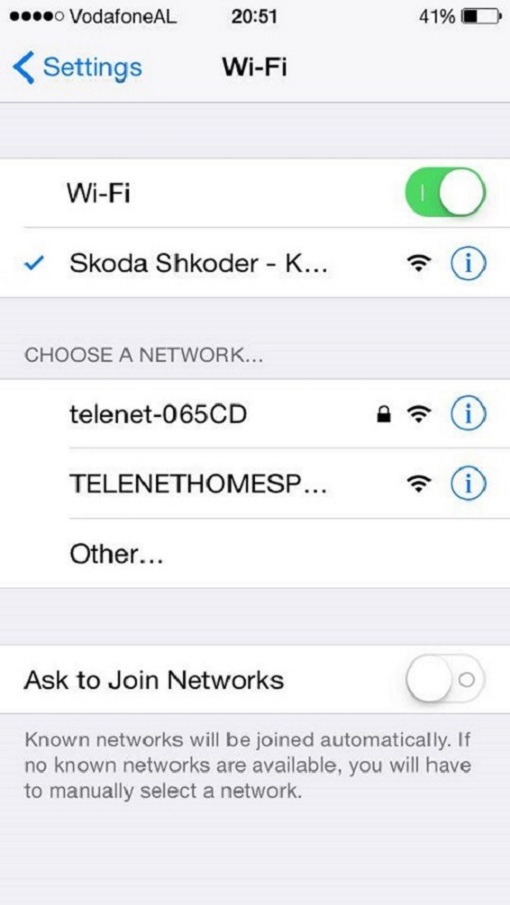 VodafoneAL 20:51 41%
Settings Wi-Fi
Wi-Fi
Skoda Shkoder - K...
CHOOSE A NETWORK...
telenet-065CD
TELENETHOMESP...
Other...
Ask to Join Networks
Known networks will be joined automatically. If
no known networks are available, you will have
to manually select a network.